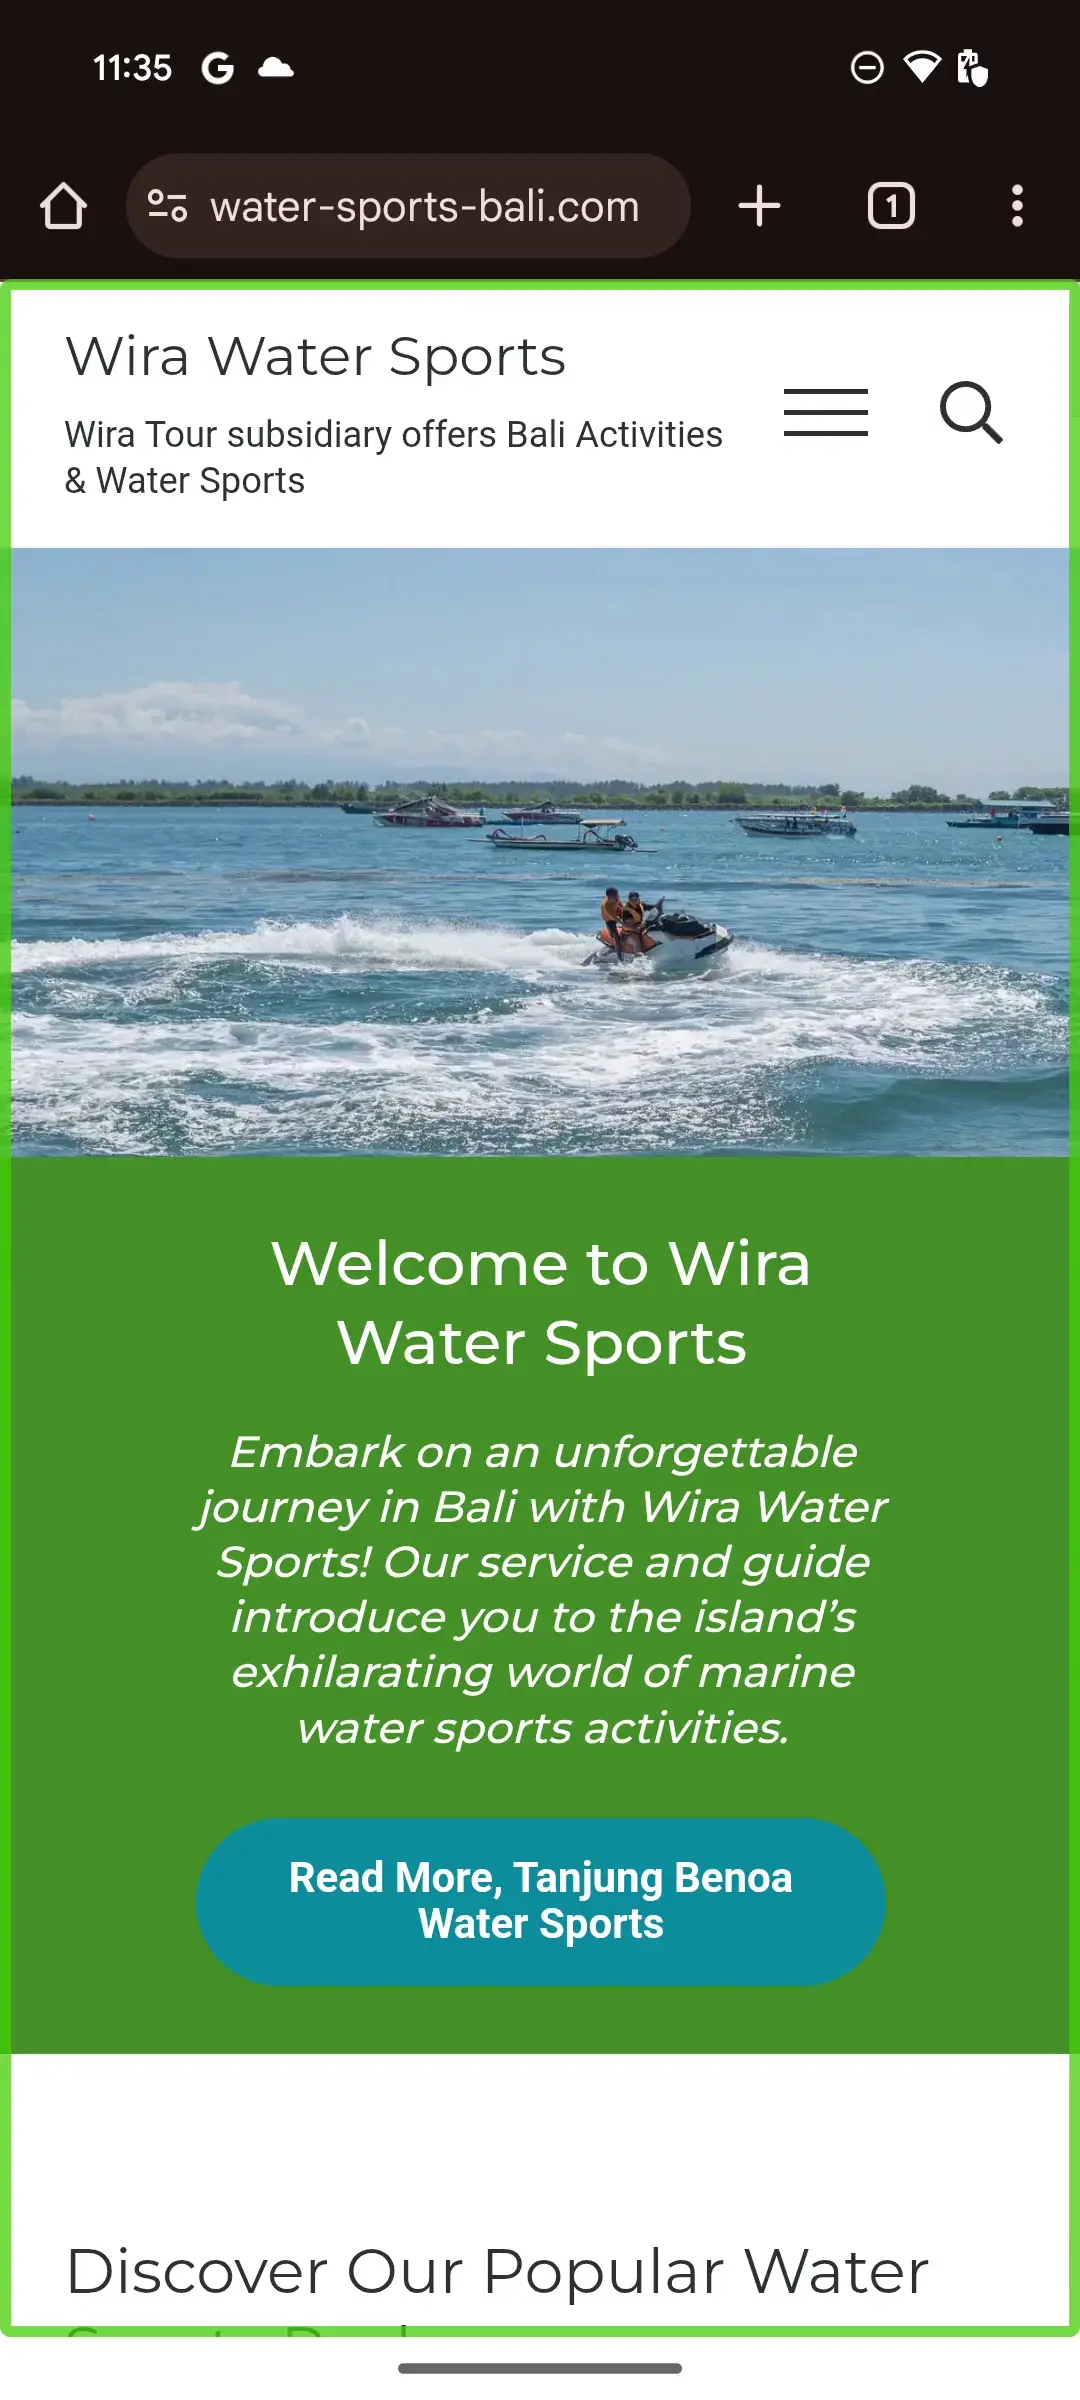 11:35
water-sports-bali.com
1
Wira Water Sports
Wira Tour subsidiary offers Bali Activities
& Water Sports
Welcome to Wira
Water Sports
Embark on an unforgettable
journey in Bali with Wira Water
Sports! Our service and guide
introduce you to the island’s
exhilarating world of marine
water sports activities.
Read More, Tanjung Benoa
Water Sports
Discover Our Popular Water